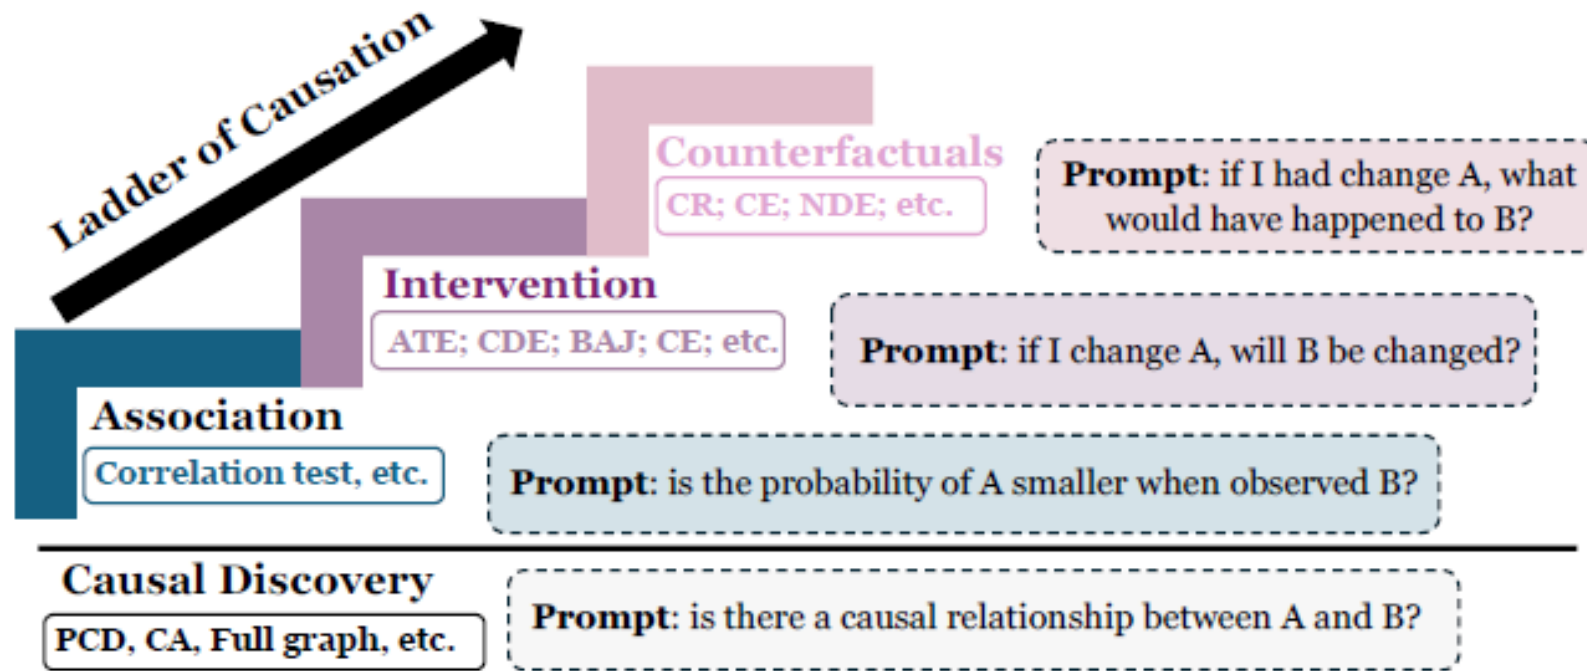 Ladder of Causation
Counterfactuals
CR; CE; NDE; etc.
Prompt: if I had change A, what
would have happened to B?
Intervention
ATE; CDE; BAJ; CE; etc.
Prompt: if I change A, will B be changed?
Association
Correlation test, etc.
Prompt: is the probability of A smaller when observed B?
Causal Discovery
PCD, CA, Full graph, etc.
Prompt: is there a causal relationship between A and B?